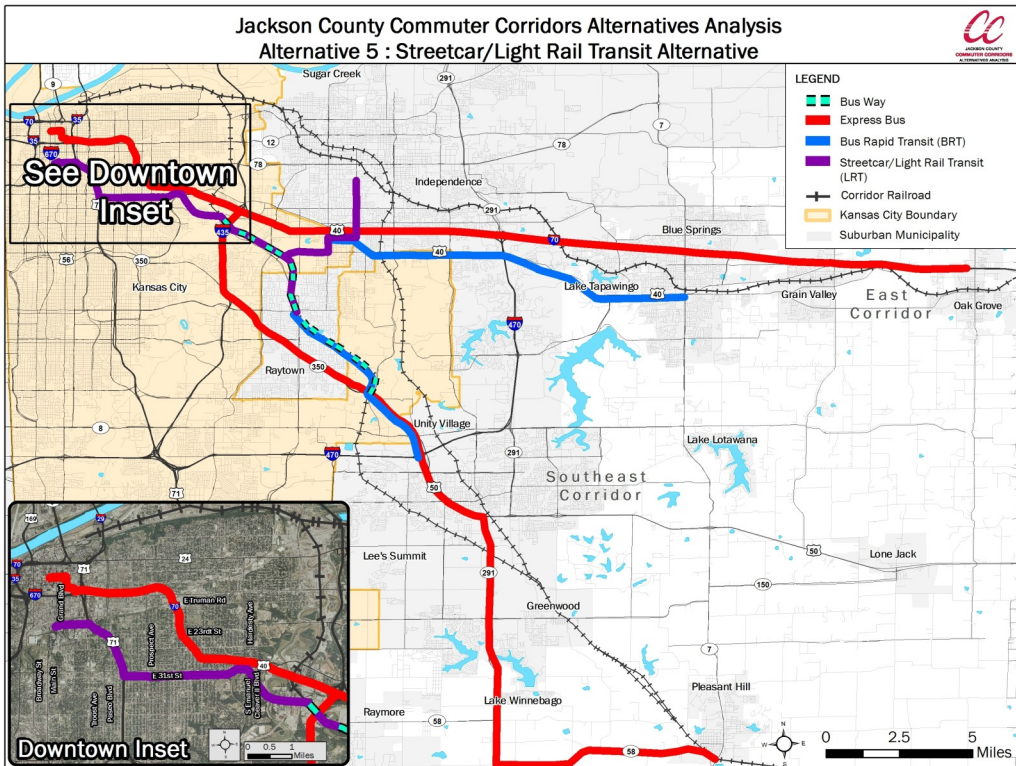 Jackson County Commuter Corridors Alternatives Analysis
Alternative 5 : Streetcar/Light Rail Transit Alternative
CC
JACKSON COUNTY
COMMUTER CORRIDORS
ALTERNATIVES ANALYSIS
LEGEND
Bus Way
Express Bus
Bus Rapid Transit (BRT)
Streetcar/Light Rail Transit
(LRT)
Corridor Railroad
Kansas City Boundary
Suburban Municipality
Sugar Creek
291
9
70
35
35
670
12
78
78
7
See Downtown
Inset
7
Independence
291
435
40
40
70
Blue Springs
56
350
Kansas City
Lake Tapawingo
40
Grain Valley
East
Corridor
Oak Grove
470
Raytown
350
Unity Village
8
470
291
Lake Lotawana
71
50
Southeast
Corridor
Lee's Summit
50
Lone Jack
150
291
Greenwood
7
Pleasant Hill
Lake Winnebago
Raymore
58
58
N
W
E
S
0
2.5
5
Miles
169
29
70
35
71
24
670
Grand Blvd
70
E Truman Rd
E 23rdt St
Hardesty Ave
Prospect Ave
71
40
Broadway St
Main St
E 31st St
Troost Ave
Paseo Blvd
S Emanuel
Cleaver II Blvd
Downtown Inset
N
W
E
S
0
0.5
1
Miles